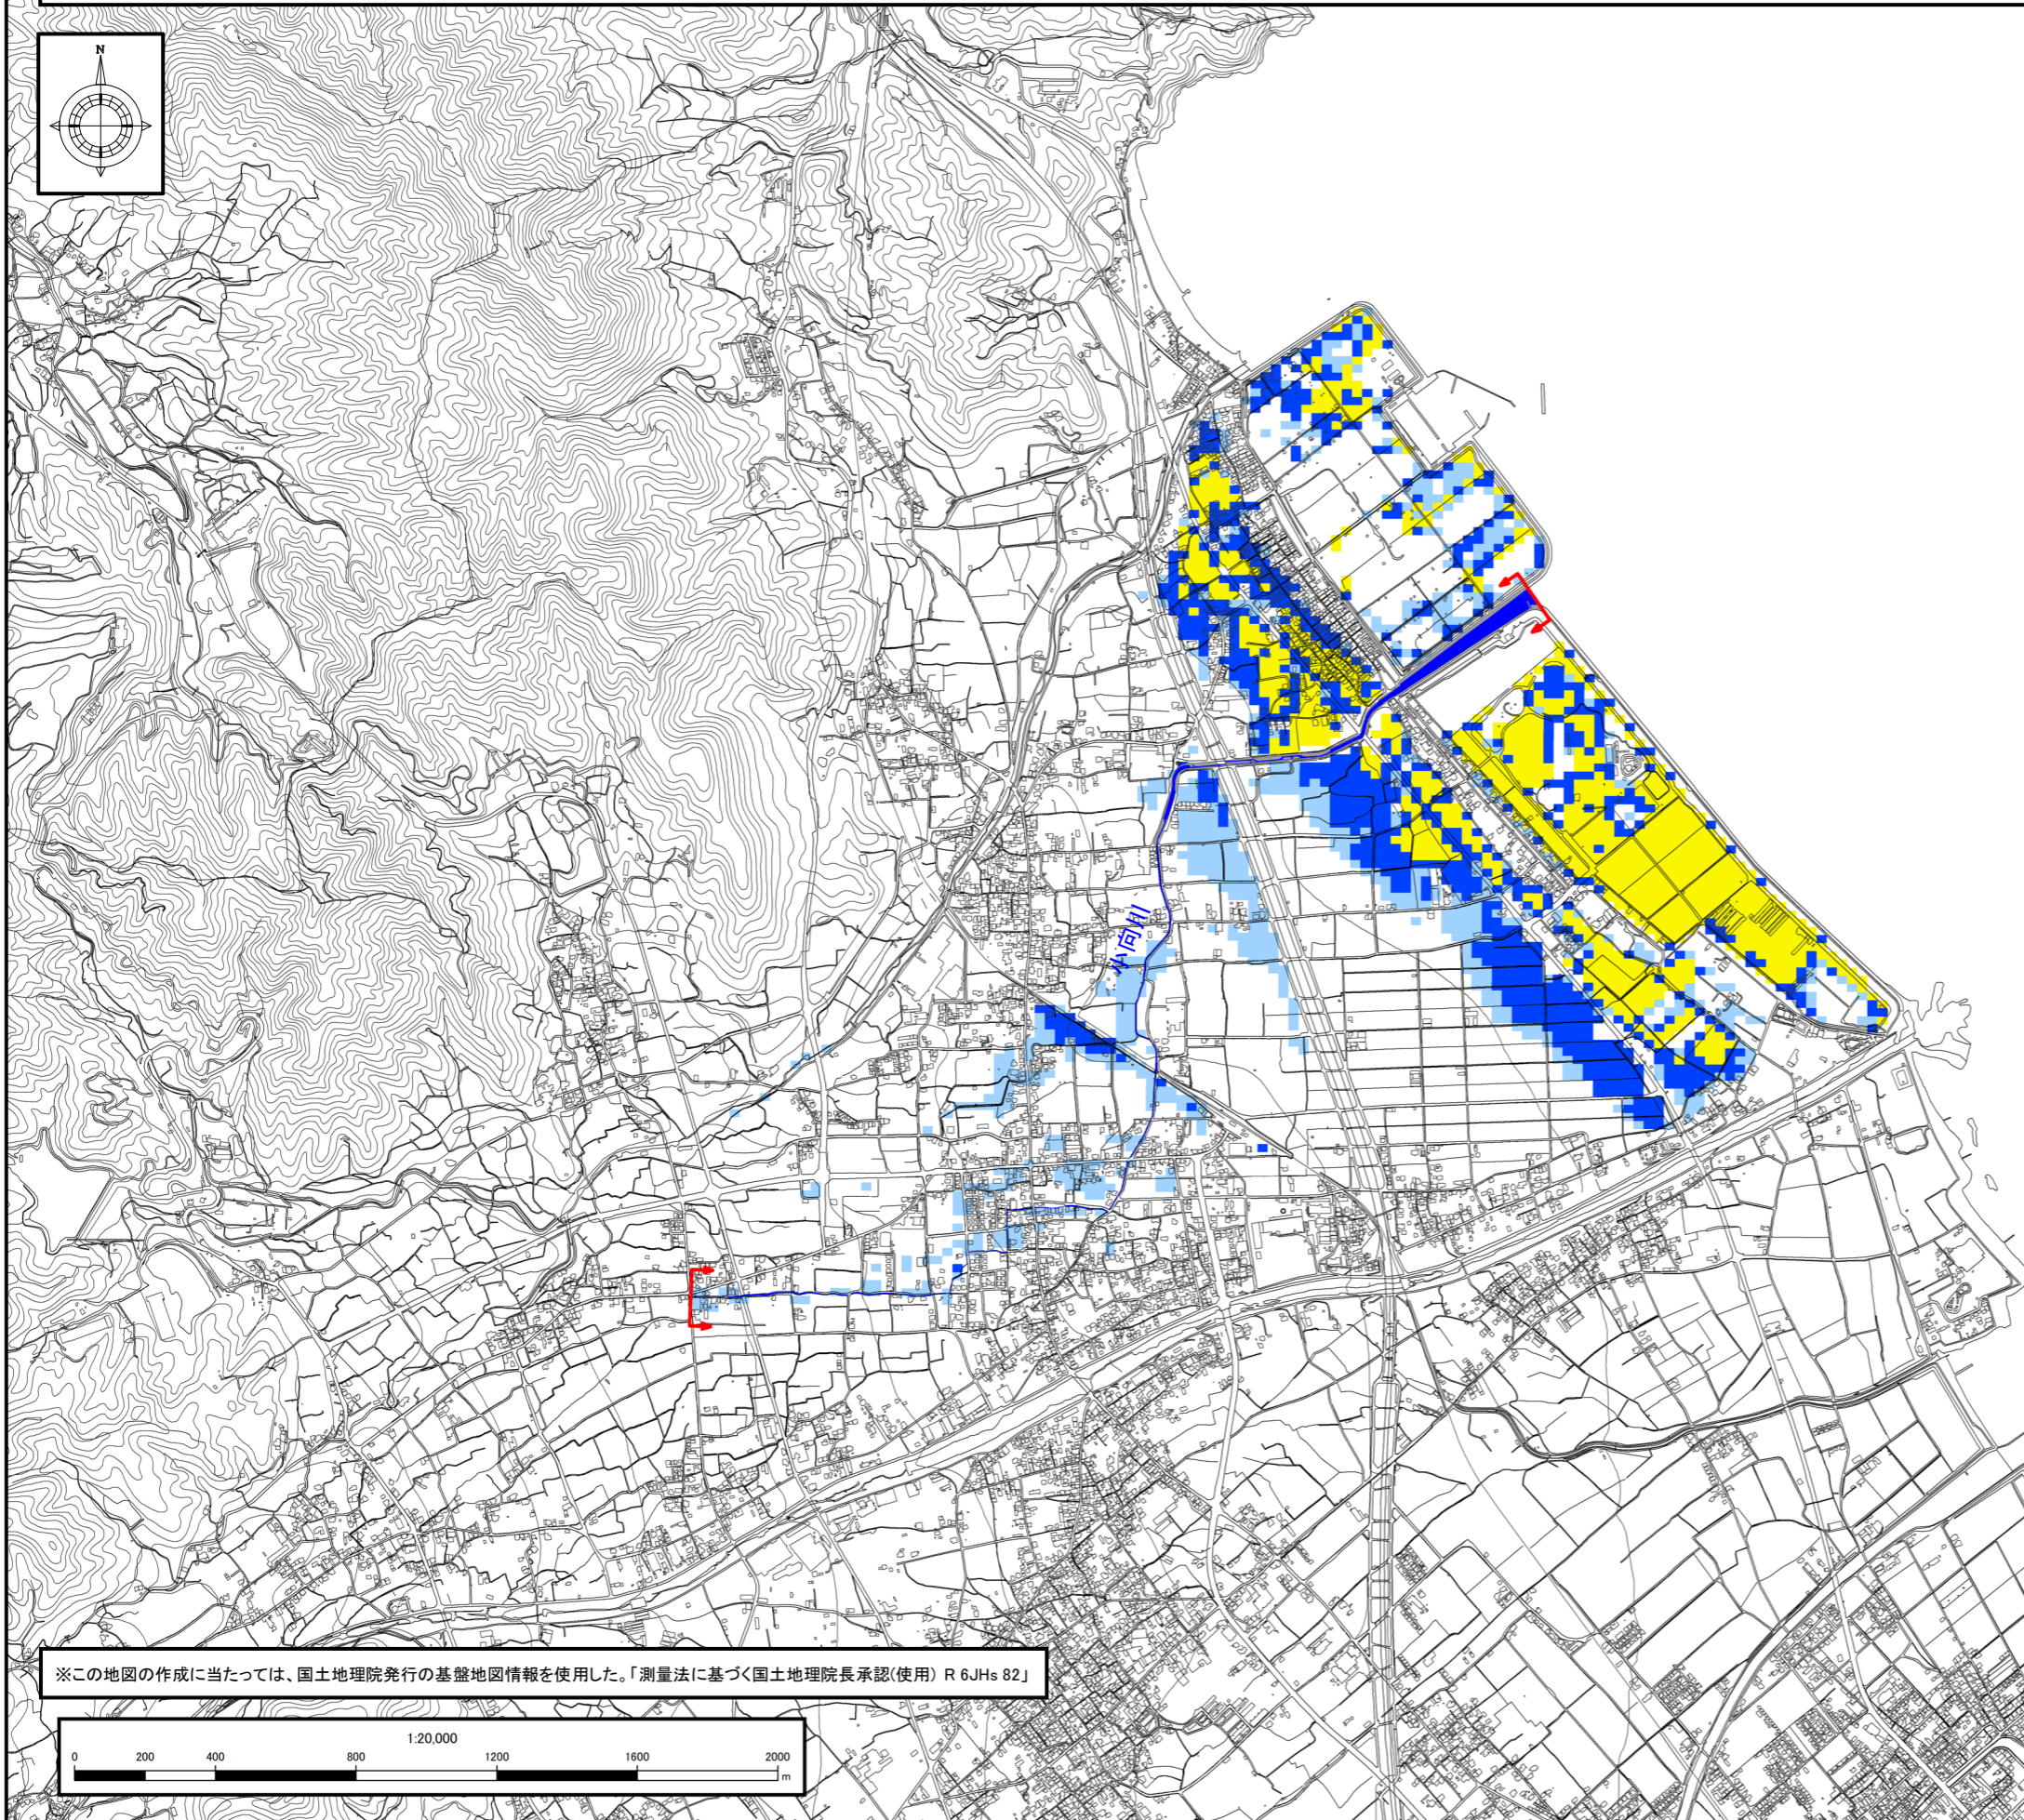 N
小向川
※この地図の作成に当たっては、国土地理院発行の基盤地図情報を使用した。「測量法に基づく国土地理院長承認(使用) R 6JHs 82」
1:20,000
0 200 400 800 1200 1600 2000
m